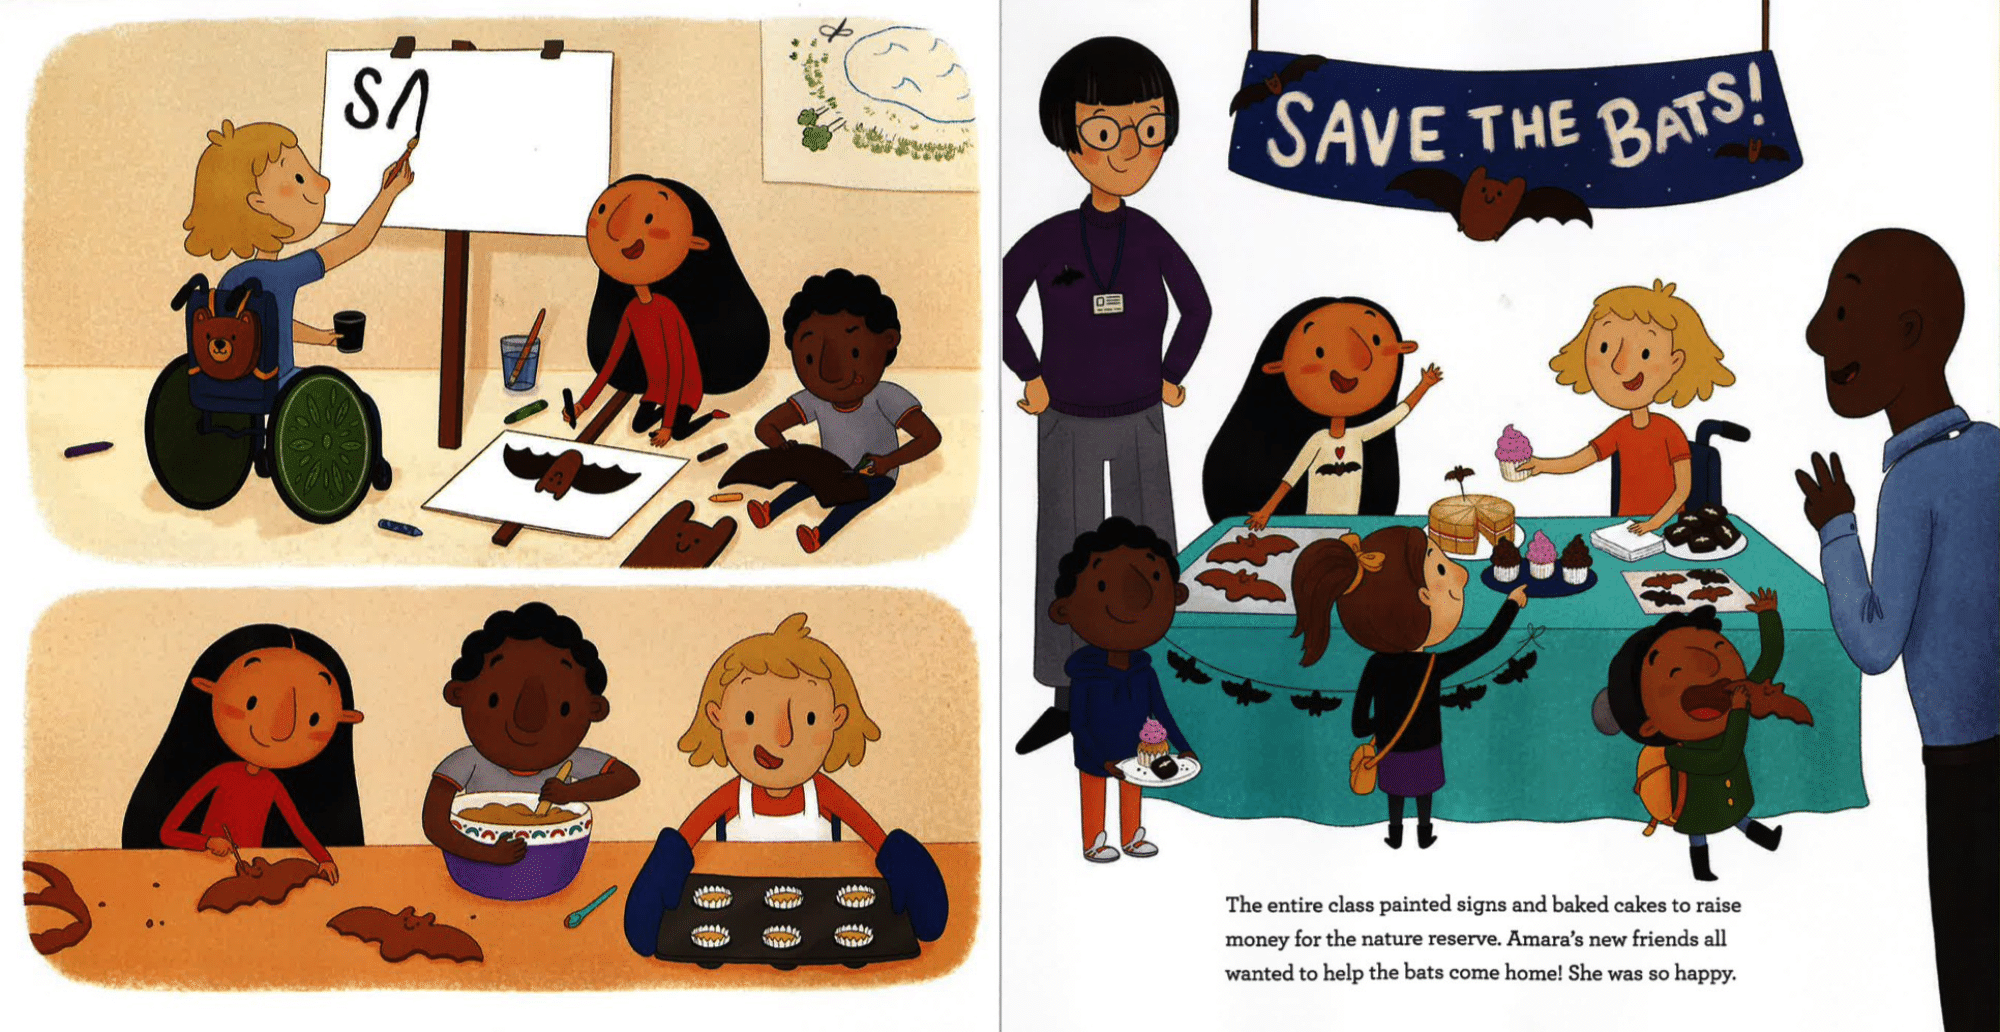 SA
SAVE THE BATS!
The entire class painted signs and baked cakes to raise
money for the nature reserve. Amara's new friends all
wanted to help the bats come home! She was so happy.